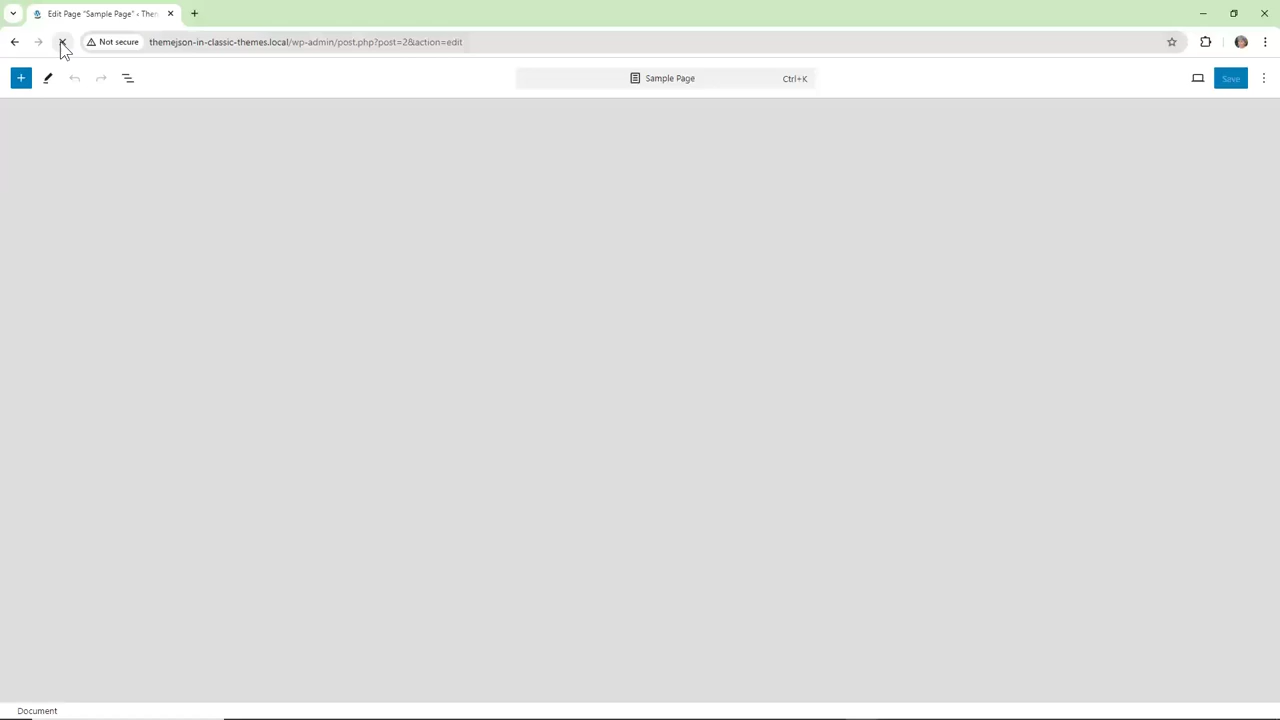 Edit Page "Sample Page" ‹ Then
Not secure
themejson-in-classic-themes.local/wp-admin/post.php?post=2&action=edit
Sample Page
Ctrl+K
Save
Document